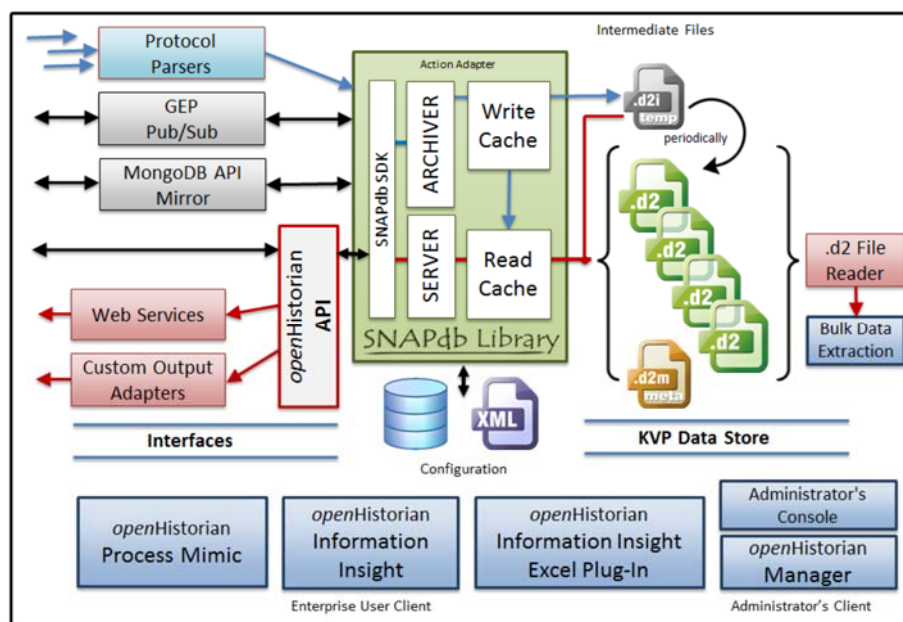 Protocol
Parsers
GEP
Pub/Sub
MongoDB API
Mirror
openHistorian
API
Web Services
Custom Output
Adapters
Interfaces
Action Adapter
SNAPdb SDK
ARCHIVER
Write
Cache
SERVER
Read
Cache
SNAPdb Library
XML
Configuration
Intermediate Files
.d2i
temp
periodically
.d2
.d2
.d2
.d2
.d2m
meta
KVP Data Store
.d2 File
Reader
Bulk Data
Extraction
openHistorian
Process Mimic
openHistorian
Information
Insight
openHistorian
Information Insight
Excel Plug-In
Administrator's
Console
openHistorian
Manager
Enterprise User Client
Administrator's Client